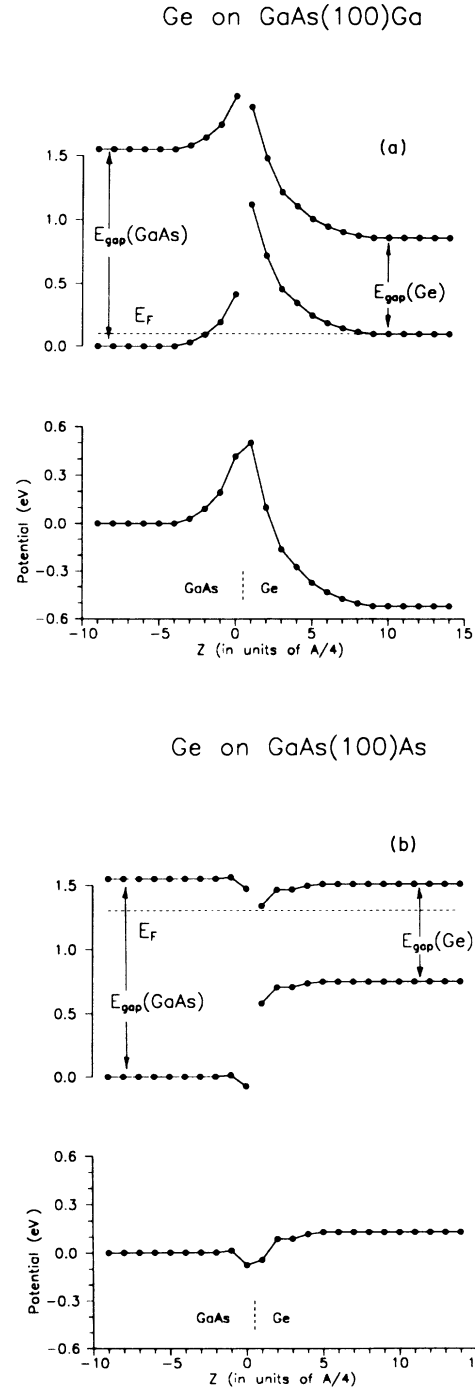 Ge on GaAs(100)Ga
(a)
1.5
1.0
0.5
0.0
E_gap(GaAs)
E_gap(Ge)
E_F
0.6
0.3
0.0
−0.3
−0.6
Potential (eV)
GaAs
Ge
−10 −5 0 5 10 15
Z (in units of A/4)
Ge on GaAs(100)As
(b)
1.5
1.0
0.5
0.0
E_F
E_gap(Ge)
E_gap(GaAs)
0.6
0.3
0.0
−0.3
−0.6
Potential (eV)
GaAs
Ge
−10 −5 0 5 10
Z (in units of A/4)